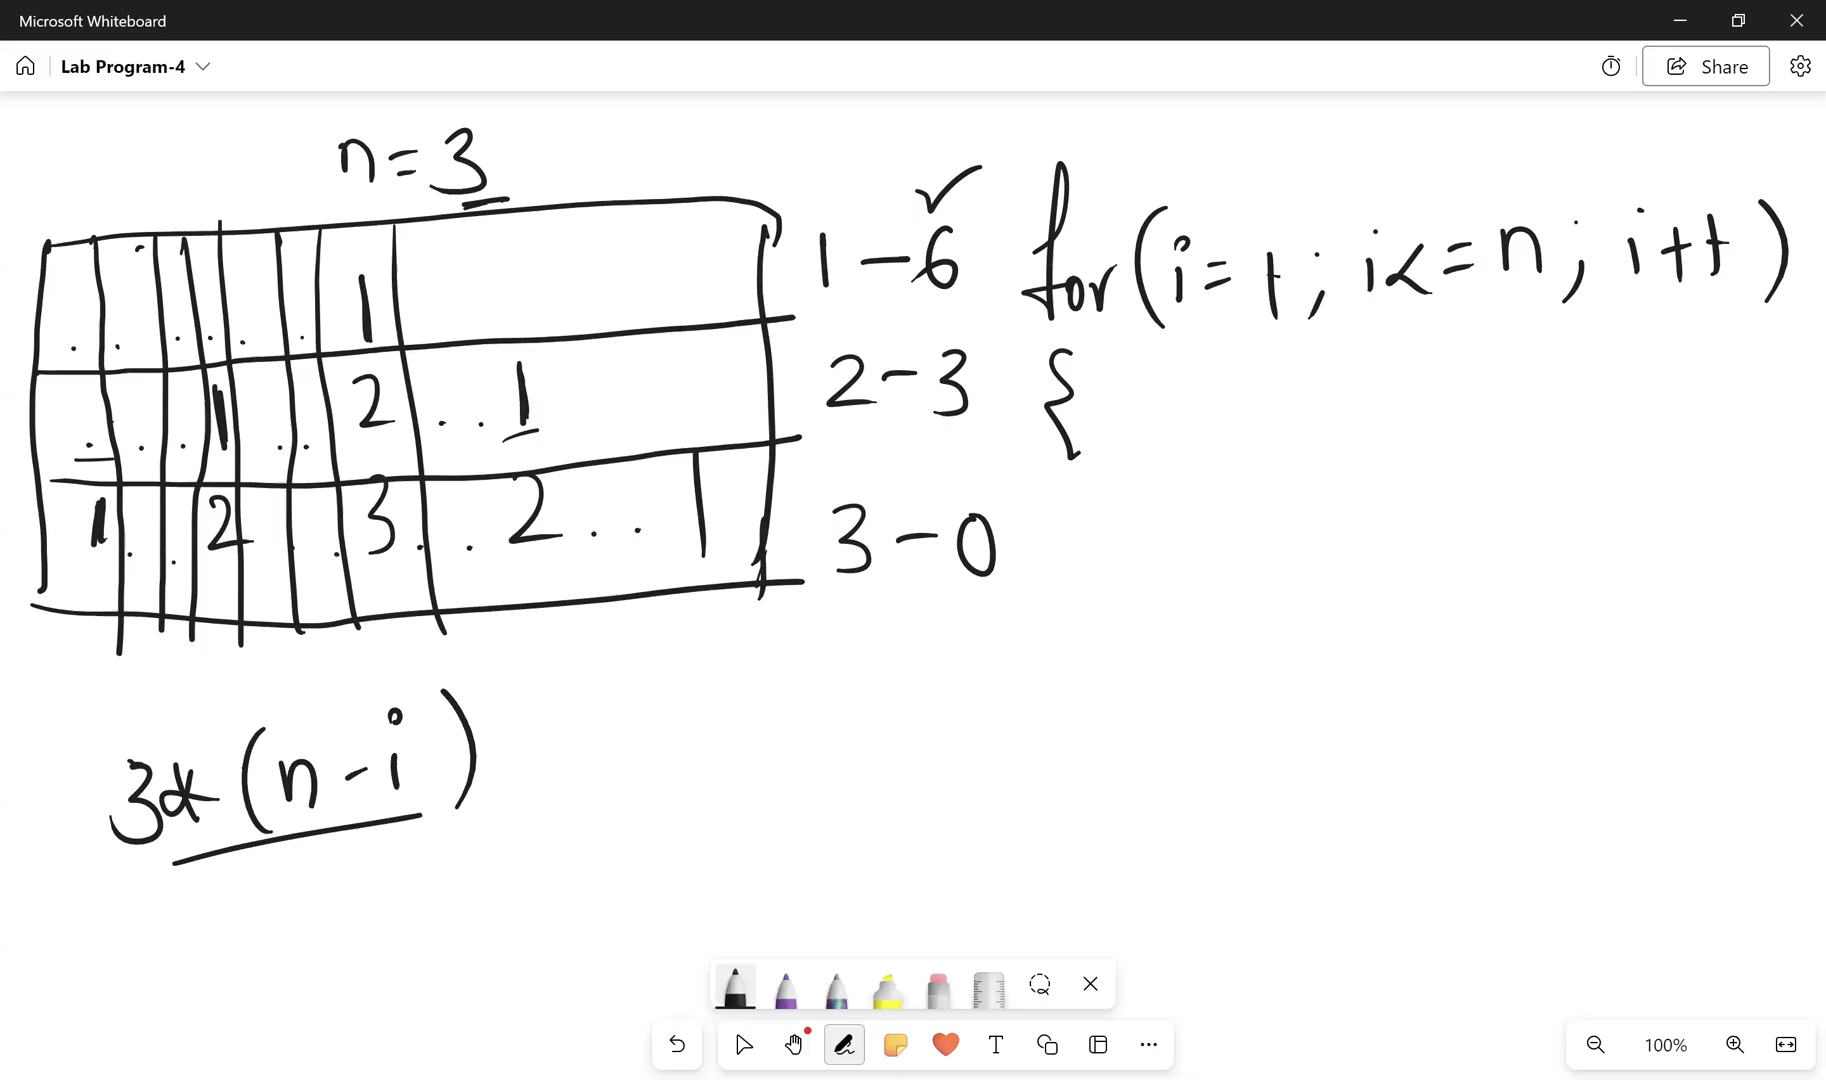 Microsoft Whiteboard
Lab Program-4
Share
n = 3
1 - 6
for(i = 1; i <= n; i++)
. . . . . . 1
2 - 3
{
. . . 1 . . 2 . . 1
1 . . 2 . . 3 . . 2 . . 1
3 - 0
3*(n-i)
T
100%